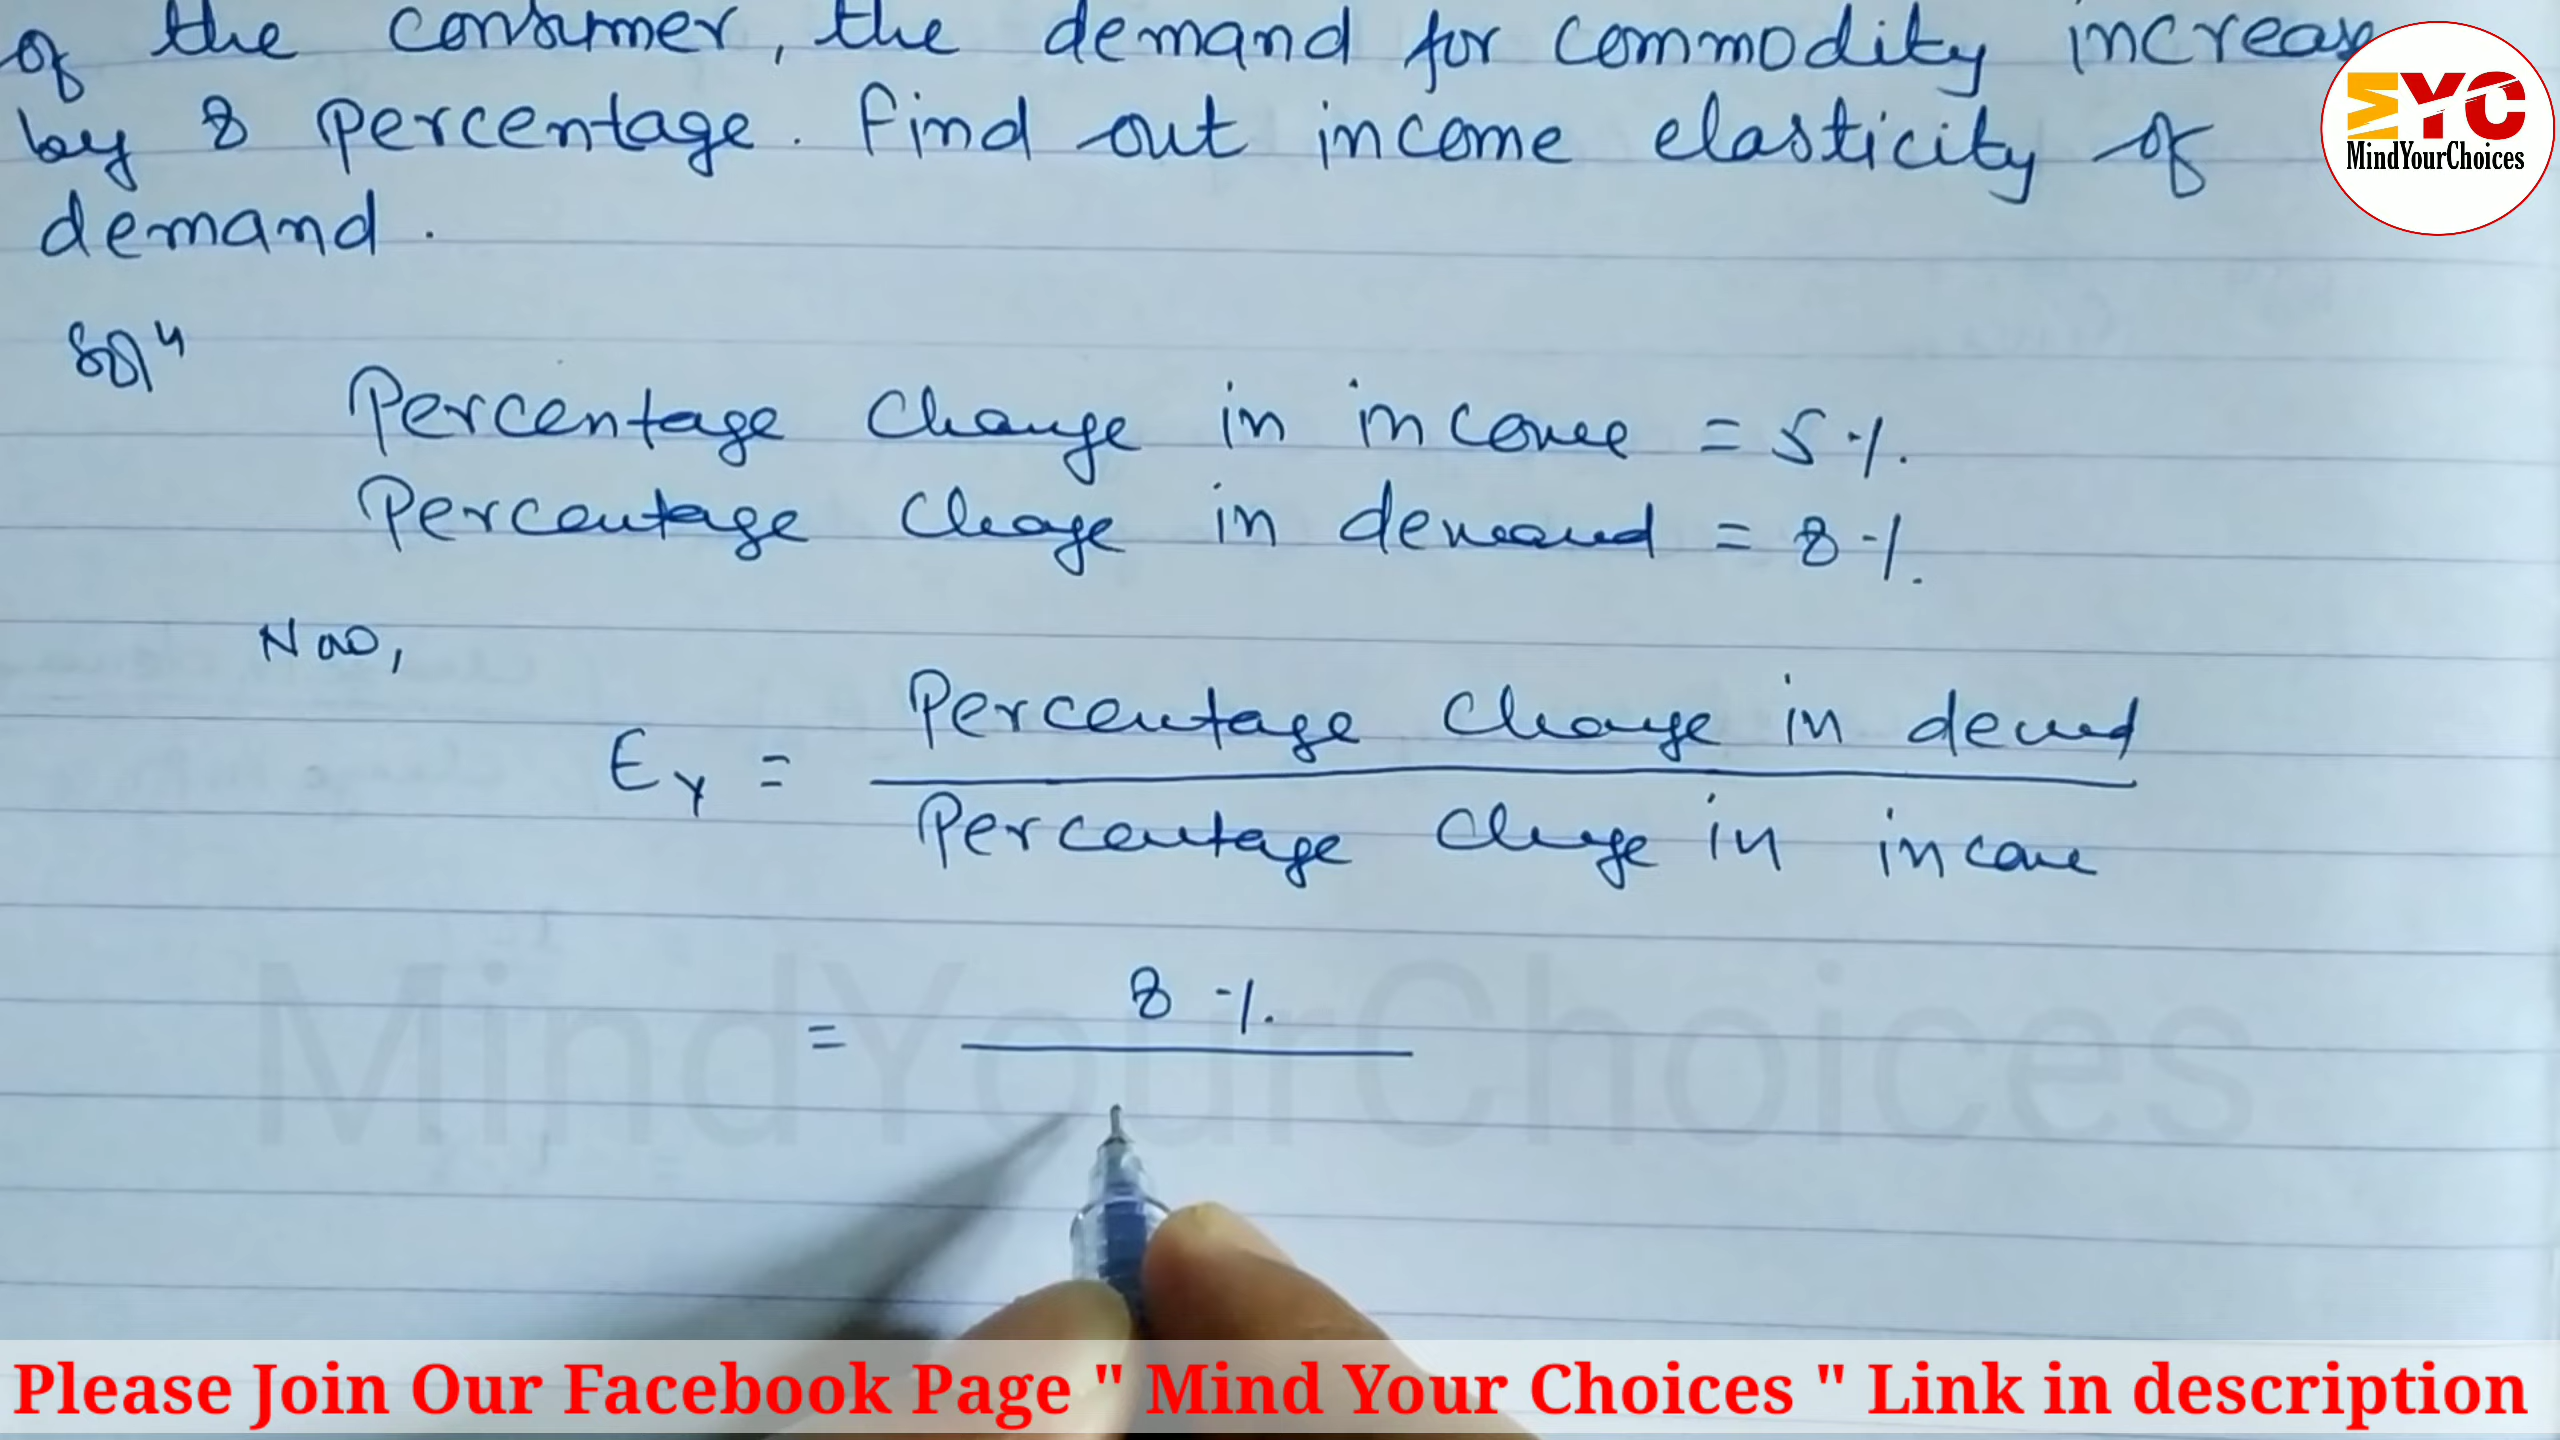 of the consumer, the demand for commodity increase
by 8 percentage. Find out income elasticity of
demand.
MYC
MindYourChoices
Sol^n
Percentage change in income = 5 %.
Percentage change in demand = 8 %.
Now,
E_Y = Percentage change in demand
Percentage change in income
= 8 %
MindYourChoices
Please Join Our Facebook Page " Mind Your Choices " Link in description